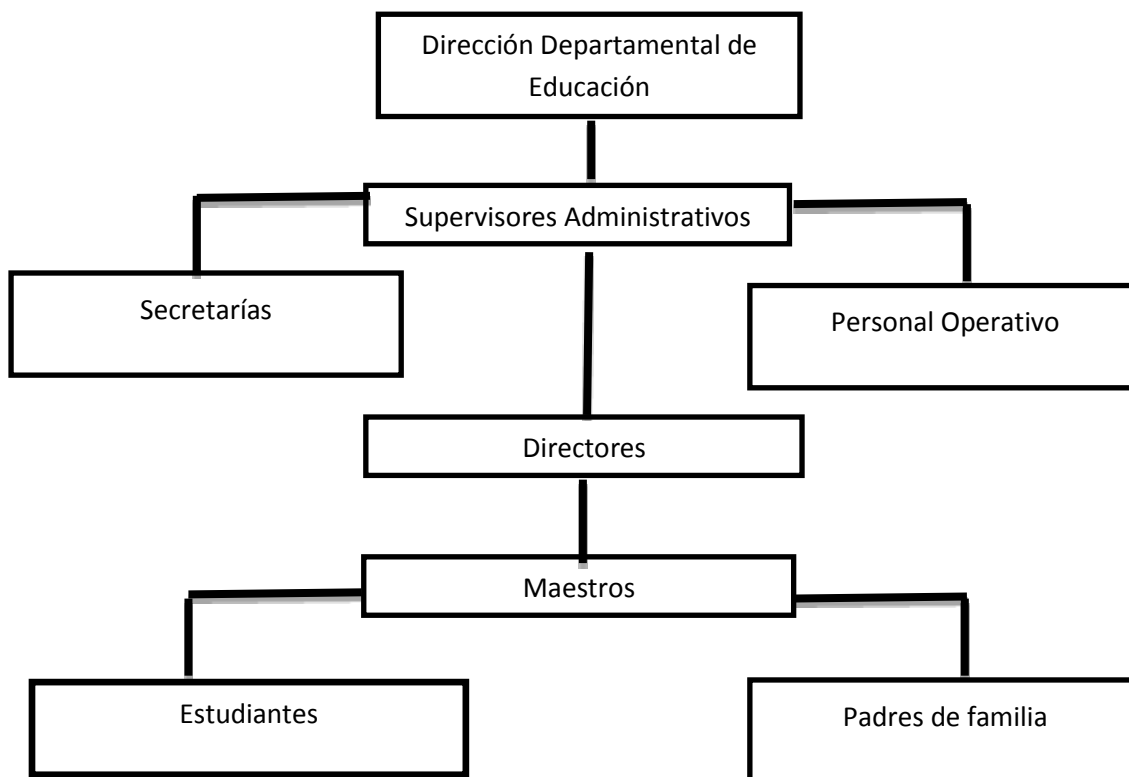 Dirección Departamental de
Educación
Supervisores Administrativos
Secretarías
Personal Operativo
Directores
Maestros
Estudiantes
Padres de familia